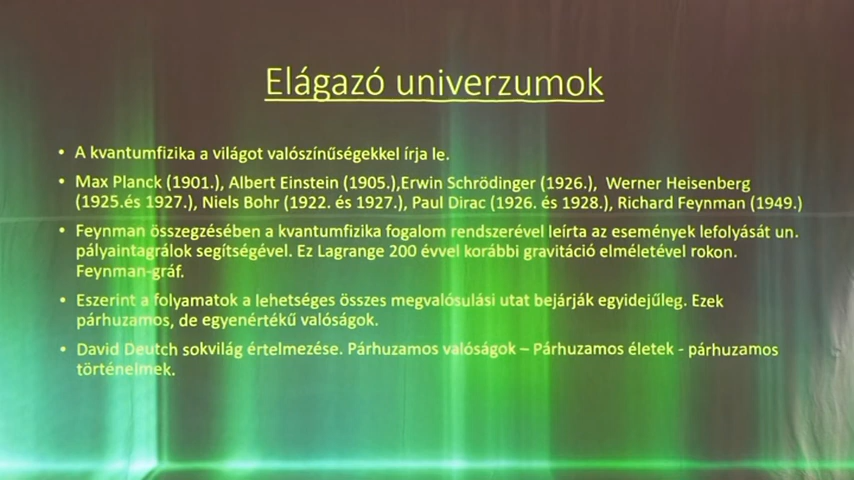 Elágazó univerzumok
• A kvantumfizika a világot valószínűségekkel írja le.
• Max Planck (1901.), Albert Einstein (1905.),Erwin Schrödinger (1926.), Werner Heisenberg
(1925.és 1927.), Niels Bohr (1922. és 1927.), Paul Dirac (1926. és 1928.), Richard Feynman (1949.)
• Feynman összegzésében a kvantumfizika fogalom rendszerével leírta az események lefolyását un.
pályaintagrálok segítségével. Ez Lagrange 200 évvel korábbi gravitáció elméletével rokon.
Feynman-gráf.
• Eszerint a folyamatok a lehetséges összes megvalósulási utat bejárják egyidejűleg. Ezek
párhuzamos, de egyenértékű valóságok.
• David Deutch sokvilág értelmezése. Párhuzamos valóságok – Párhuzamos életek - párhuzamos
történelmek.